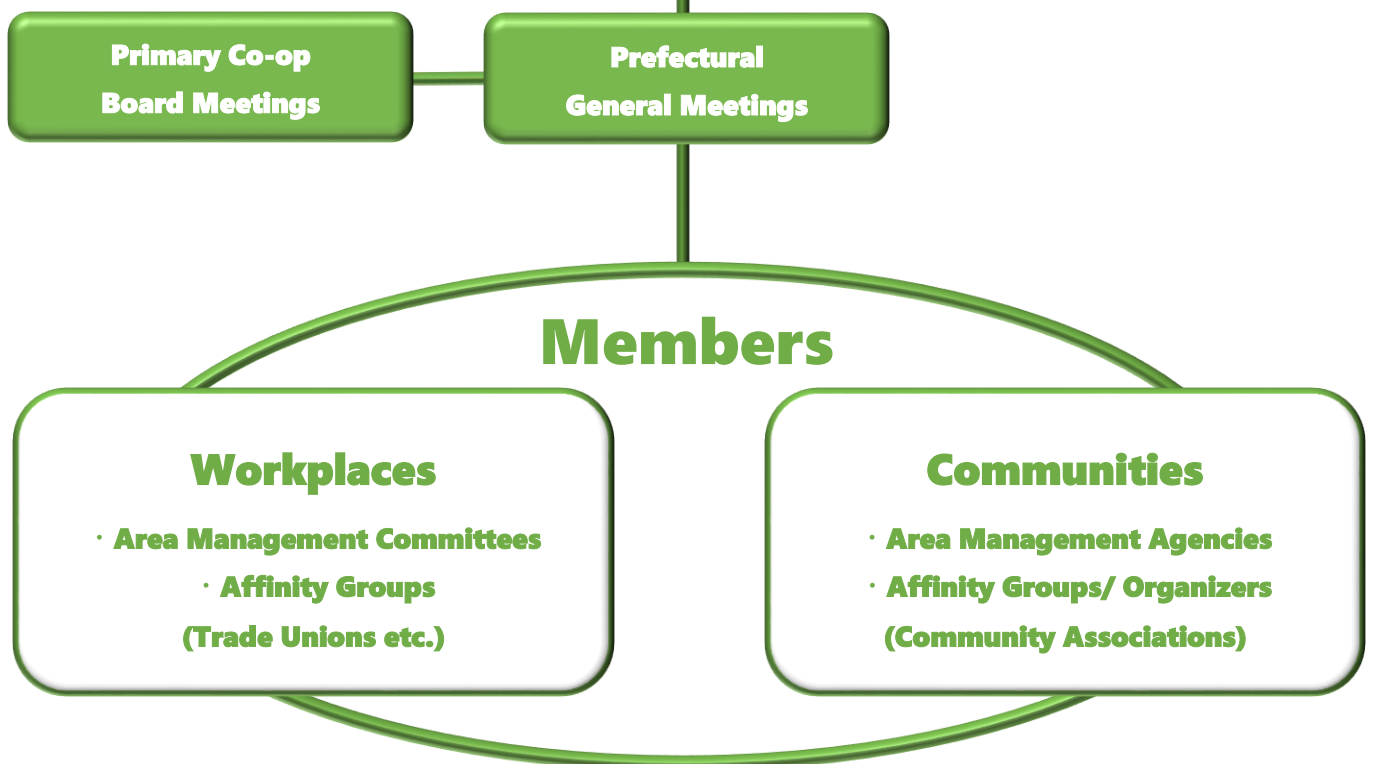 Primary Co-op
Board Meetings
Prefectural
General Meetings
Members
Workplaces
・Area Management Committees
・Affinity Groups
(Trade Unions etc.)
Communities
・Area Management Agencies
・Affinity Groups/ Organizers
(Community Associations)